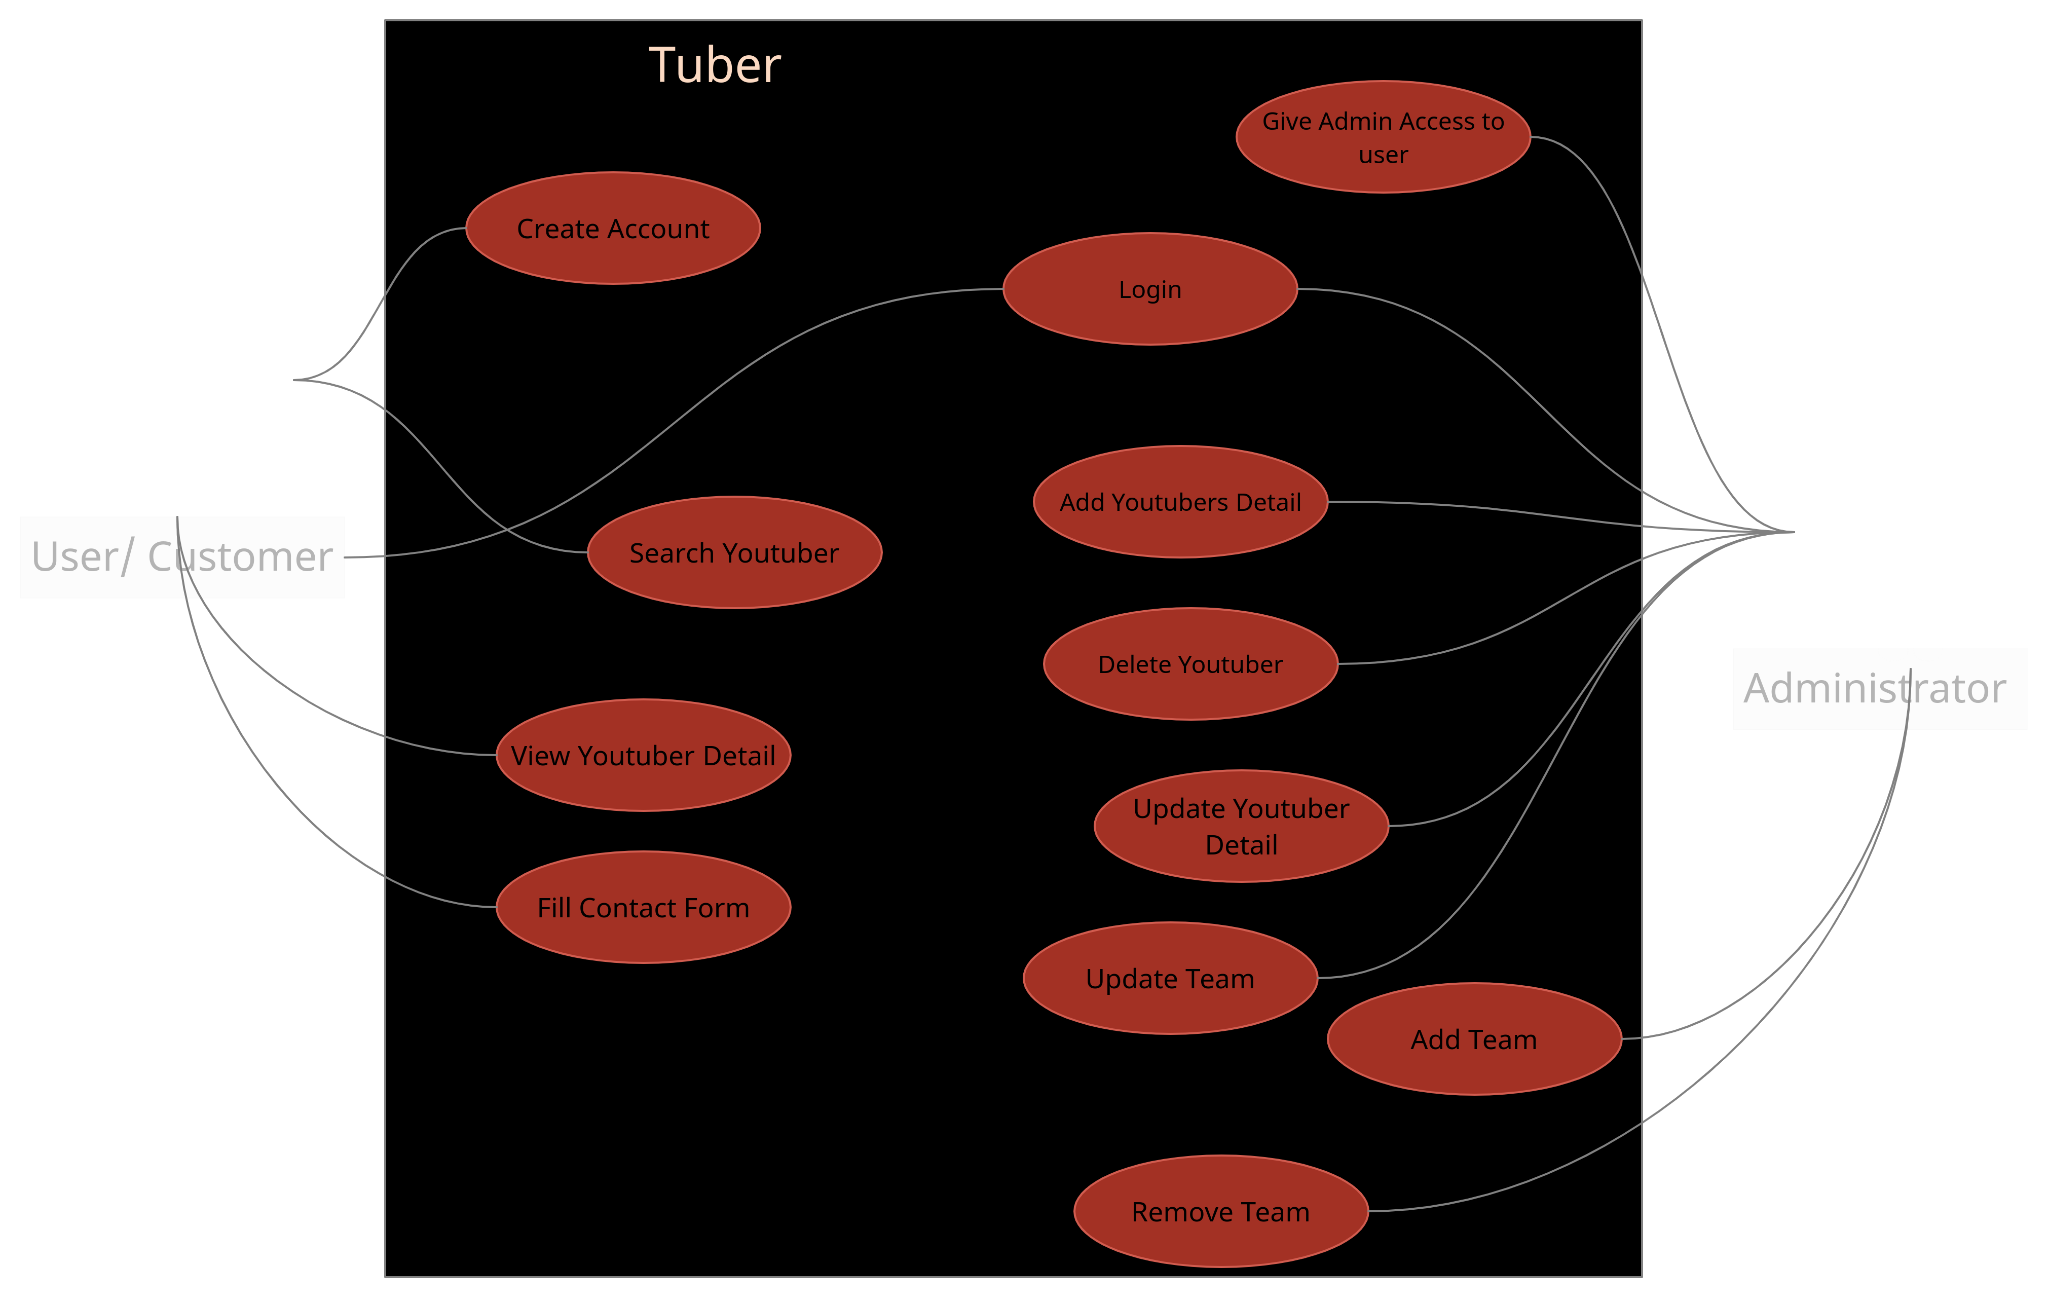 Tuber
Give Admin Access to
user
Create Account
Login
Add Youtubers Detail
Search Youtuber
User/ Customer
Delete Youtuber
Administrator
View Youtuber Detail
Update Youtuber
Detail
Fill Contact Form
Update Team
Add Team
Remove Team